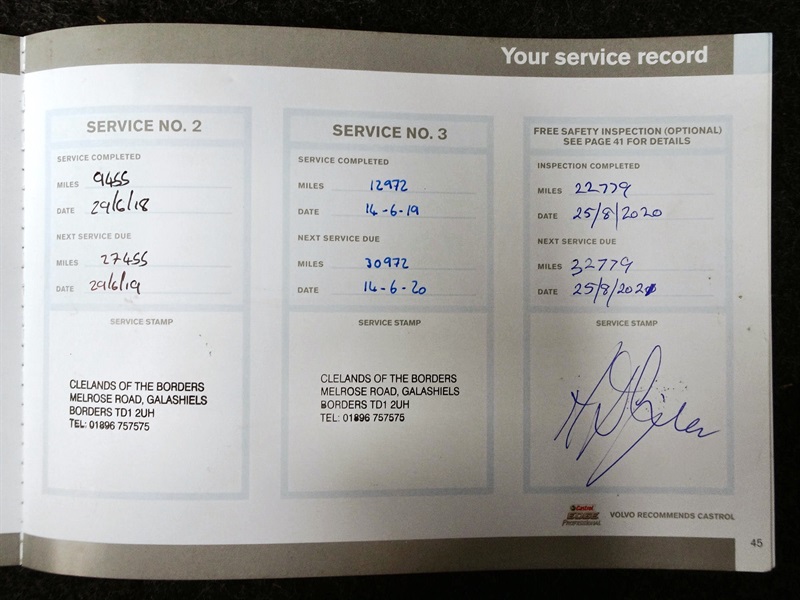 Your service record
SERVICE NO. 2
SERVICE COMPLETED
MILES 9455
DATE 29/6/18
NEXT SERVICE DUE
MILES 27455
DATE 29/6/19
SERVICE STAMP
CLELANDS OF THE BORDERS
MELROSE ROAD, GALASHIELS
BORDERS TD1 2UH
TEL: 01896 757575
SERVICE NO. 3
SERVICE COMPLETED
MILES 12972
DATE 14-6-19
NEXT SERVICE DUE
MILES 30972
DATE 14-6-20
SERVICE STAMP
CLELANDS OF THE BORDERS
MELROSE ROAD, GALASHIELS
BORDERS TD1 2UH
TEL: 01896 757575
FREE SAFETY INSPECTION (OPTIONAL)
SEE PAGE 41 FOR DETAILS
INSPECTION COMPLETED
MILES 22779
DATE 25/8/2020
NEXT SERVICE DUE
MILES 32779
DATE 25/8/2021
SERVICE STAMP
Castrol
EDGE
Professional
VOLVO RECOMMENDS CASTROL
45